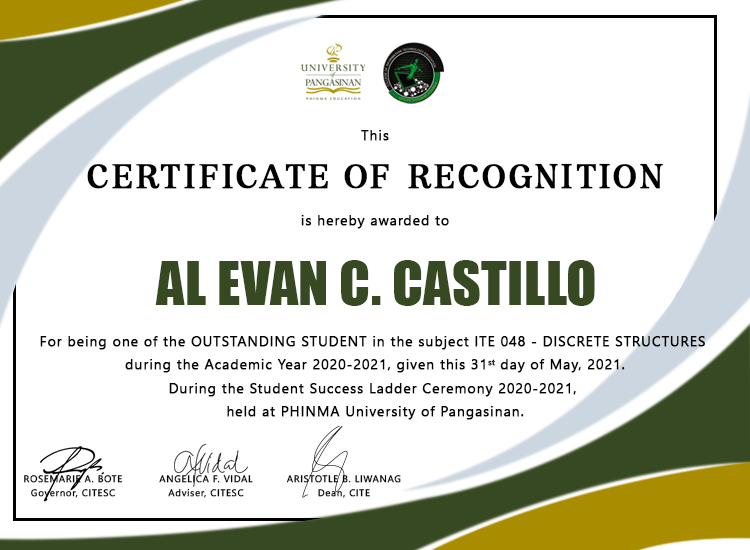 UNIVERSITY
of
PANGASINAN
PHINMA EDUCATION
This
CERTIFICATE OF RECOGNITION
is hereby awarded to
AL EVAN C. CASTILLO
For being one of the OUTSTANDING STUDENT in the subject ITE 048 - DISCRETE STRUCTURES
during the Academic Year 2020-2021, given this 31st day of May, 2021.
During the Student Success Ladder Ceremony 2020-2021,
held at PHINMA University of Pangasinan.
ROSEMARIE A. BOTE
Governor, CITESC
AFVidal
ANGELICA F. VIDAL
Adviser, CITESC
ARISTOTLE B. LIWANAG
Dean, CITE